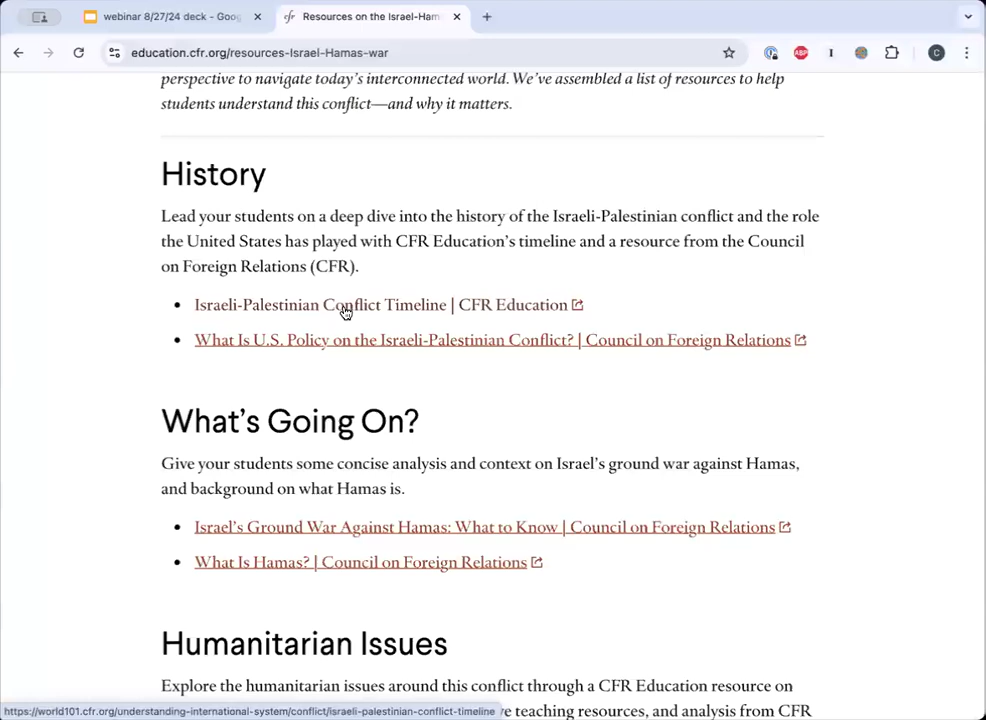 webinar 8/27/24 deck - Goog
Resources on the Israel-Ham
education.cfr.org/resources-Israel-Hamas-war
ABP
C
perspective to navigate today's interconnected world. We've assembled a list of resources to help
students understand this conflict—and why it matters.
History
Lead your students on a deep dive into the history of the Israeli-Palestinian conflict and the role
the United States has played with CFR Education's timeline and a resource from the Council
on Foreign Relations (CFR).
• Israeli-Palestinian Conflict Timeline | CFR Education
• What Is U.S. Policy on the Israeli-Palestinian Conflict? | Council on Foreign Relations
What's Going On?
Give your students some concise analysis and context on Israel's ground war against Hamas,
and background on what Hamas is.
• Israel's Ground War Against Hamas: What to Know | Council on Foreign Relations
• What Is Hamas? | Council on Foreign Relations
Humanitarian Issues
Explore the humanitarian issues around this conflict through a CFR Education resource on
https://world101.cfr.org/understanding-international-system/conflict/israeli-palestinian-conflict-timeline
e teaching resources, and analysis from CFR